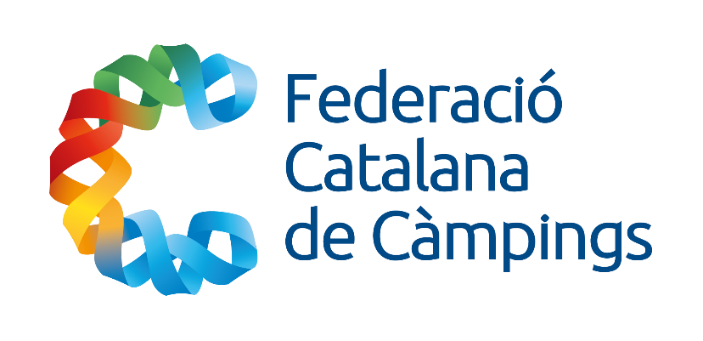 Federació
Catalana
de Càmpings